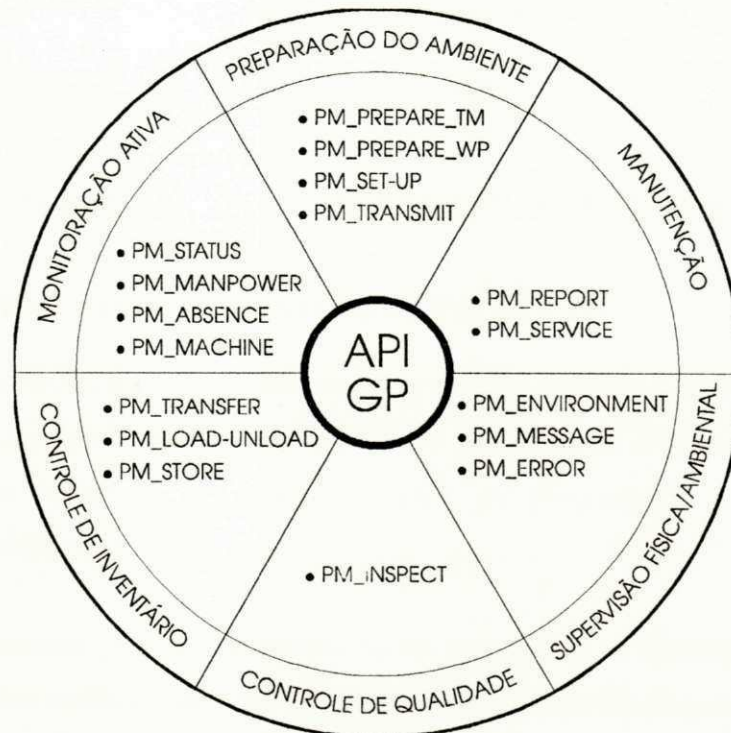 PREPARAÇÃO DO AMBIENTE
• PM_PREPARE_TM
• PM_PREPARE_WP
• PM_SET-UP
• PM_TRANSMIT
MANUTENÇÃO
• PM_REPORT
• PM_SERVICE
SUPERVISÃO FÍSICA/AMBIENTAL
• PM_ENVIRONMENT
• PM_MESSAGE
• PM_ERROR
CONTROLE DE QUALIDADE
• PM_INSPECT
CONTROLE DE INVENTÁRIO
• PM_TRANSFER
• PM_LOAD-UNLOAD
• PM_STORE
MONITORAÇÃO ATIVA
• PM_STATUS
• PM_MANPOWER
• PM_ABSENCE
• PM_MACHINE
API
GP